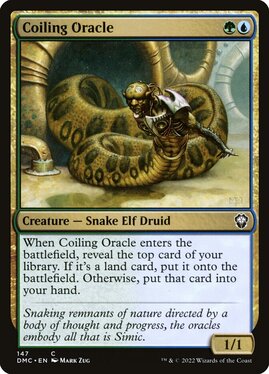 Coiling Oracle
Creature — Snake Elf Druid
When Coiling Oracle enters the
battlefield, reveal the top card of your
library. If it's a land card, put it onto the
battlefield. Otherwise, put that card into
your hand.
Snaking remnants of nature directed by a
body of thought and progress, the oracles
embody all that is Simic.
1/1
147 C
DMC • EN Mark Zug
™ & © 2022 Wizards of the Coast